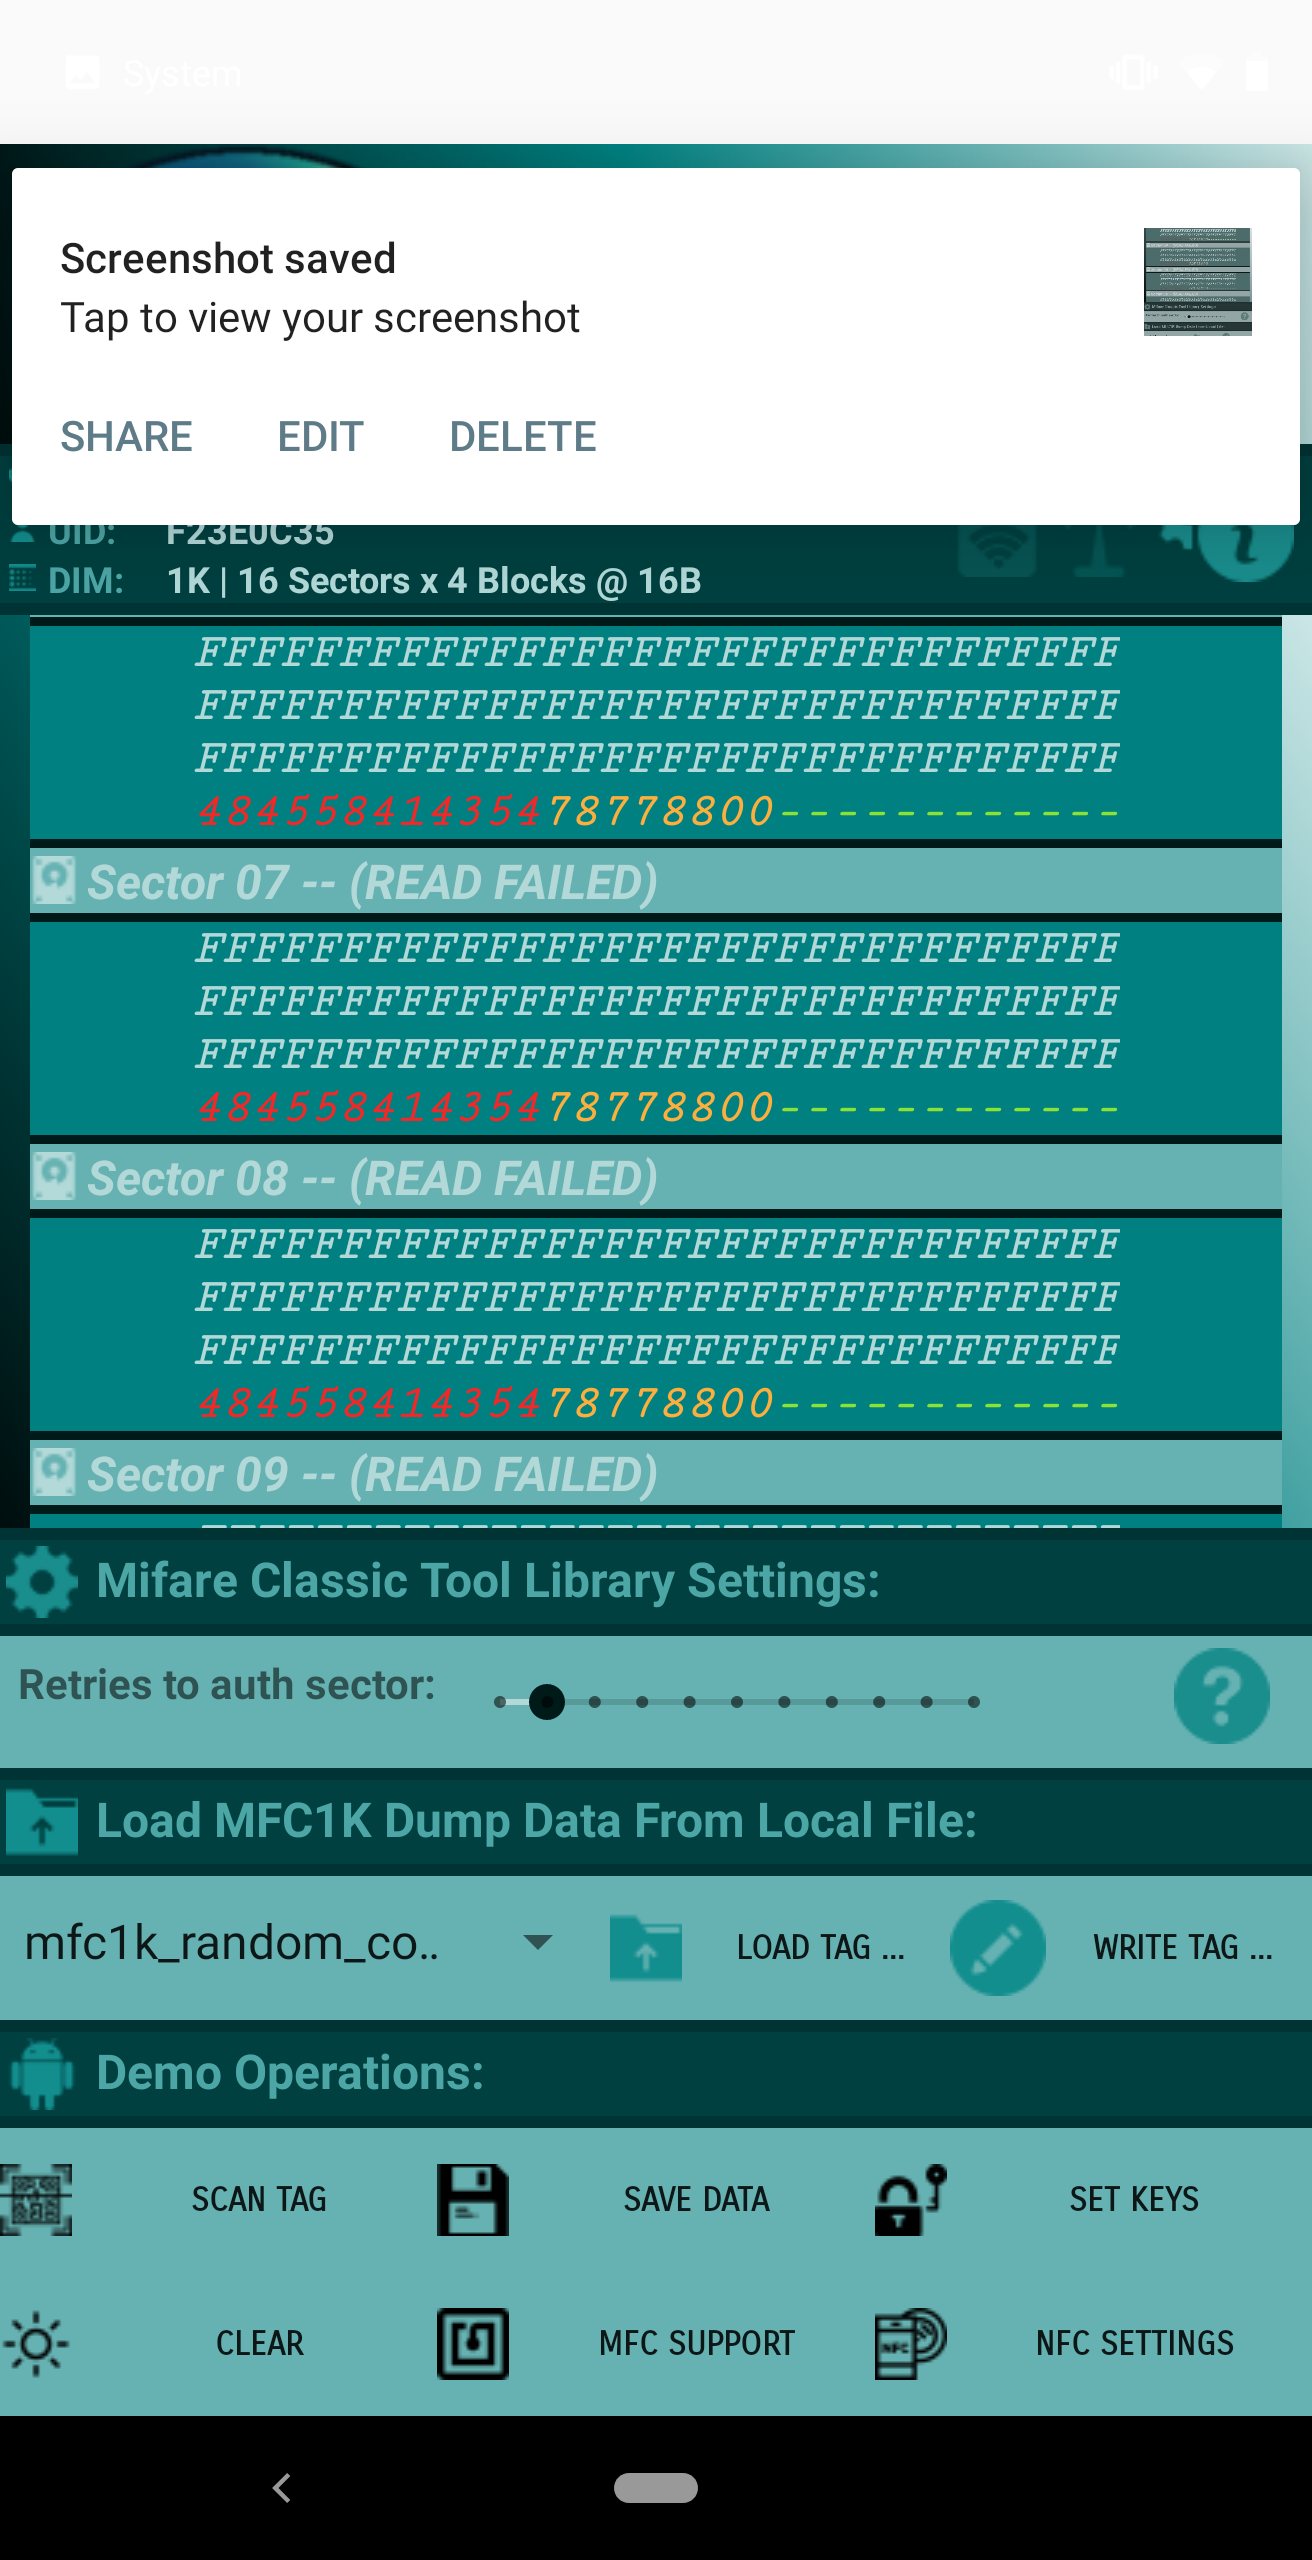 System
Screenshot saved
Tap to view your screenshot
SHARE EDIT DELETE
UID: F23E0C35
DIM: 1K | 16 Sectors x 4 Blocks @ 16B
FFFFFFFFFFFFFFFFFFFFFFFFFFFFFFFF
FFFFFFFFFFFFFFFFFFFFFFFFFFFFFFFF
FFFFFFFFFFFFFFFFFFFFFFFFFFFFFFFF
48455841435478778800------------
Sector 07 -- (READ FAILED)
FFFFFFFFFFFFFFFFFFFFFFFFFFFFFFFF
FFFFFFFFFFFFFFFFFFFFFFFFFFFFFFFF
FFFFFFFFFFFFFFFFFFFFFFFFFFFFFFFF
48455841435478778800------------
Sector 08 -- (READ FAILED)
FFFFFFFFFFFFFFFFFFFFFFFFFFFFFFFF
FFFFFFFFFFFFFFFFFFFFFFFFFFFFFFFF
FFFFFFFFFFFFFFFFFFFFFFFFFFFFFFFF
48455841435478778800------------
Sector 09 -- (READ FAILED)
Mifare Classic Tool Library Settings:
Retries to auth sector:
Load MFC1K Dump Data From Local File:
mfc1k_random_co.. LOAD TAG ... WRITE TAG ...
Demo Operations:
SCAN TAG SAVE DATA SET KEYS
CLEAR MFC SUPPORT NFC SETTINGS